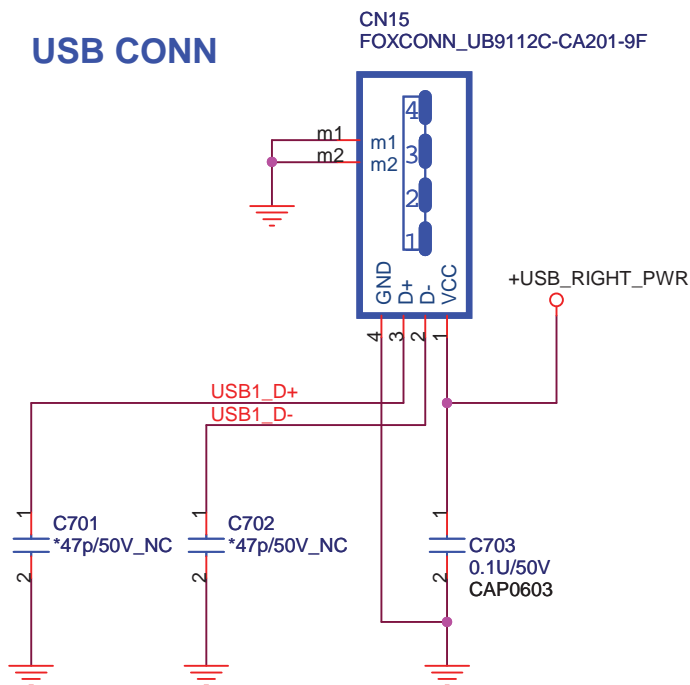 CN15
FOXCONN_UB9112C-CA201-9F
USB CONN
m1
m2
m1
m2
4
3
2
1
GND
D+
D-
VCC
4
3
2
1
+USB_RIGHT_PWR
USB1_D+
USB1_D-
1
C701
*47p/50V_NC
2
1
C702
*47p/50V_NC
2
1
C703
0.1U/50V
CAP0603
2